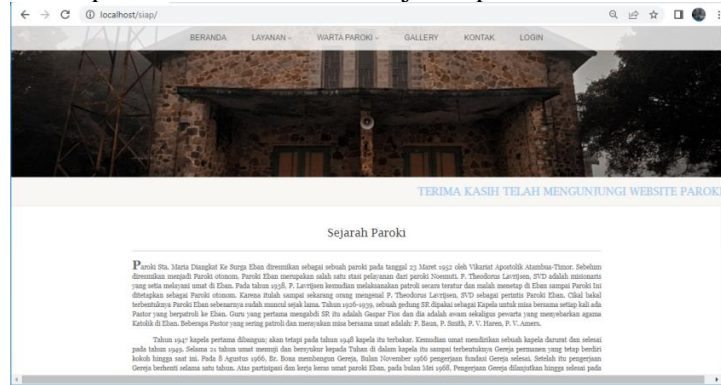 localhost/siap/
BERANDA LAYANAN WARTA PAROKI GALLERY KONTAK LOGIN
TERIMA KASIH TELAH MENGUNJUNGI WEBSITE PAROKI
Sejarah Paroki
Paroki Sta. Maria Diangkat Ke Surga Eban diresmikan sebagai sebuah paroki pada tanggal 23 Maret 1952 oleh Vikariat Apostolik Atambua-Timor. Sebelum
diresmikan menjadi Paroki otonom. Paroki Eban merupakan salah satu stasi pelayanan dari paroki Noemuti. P. Theodorus Lavrijsen, SVD adalah misionaris
yang setia melayani umat di Eban. Pada tahun 1938, P. Lavrijsen kemudian melaksanakan patroli secara teratur dan malah menetap di Eban sampai Paroki Ini
ditetapkan sebagai Paroki otonom. Karena itulah sampai sekarang orang mengenal P. Theodorus Lavrijsen, SVD sebagai perintis Paroki Eban. Cikal bakal
terbentuknya Paroki Eban sebenarnya sudah muncul sejak lama. Tahun 1926-1939, sebuah gedung SR dipakai sebagai Kapela untuk misa bersama setiap kali ada
Pastor yang berpatroli ke Eban. Guru yang pertama mengabdi SR itu adalah Gaspar Fios dan dia adalah awam sekaligus pewarta yang menyebarkan agama
Katolik di Eban. Beberapa Pastor yang sering patroli dan merayakan misa bersama umat adalah: P. Baun, P. Smith, P. V. Haren, P. V. Amers.
Tahun 1947 kapela pertama dibangun; akan tetapi pada tahun 1948 kapela itu terbakar. Kemudian umat mendirikan sebuah kapela darurat dan selesai
pada tahun 1949. Selama 21 tahun umat memuji dan bersyukur kepada Tuhan di dalam kapela itu sampai terbentuknya Gereja permanen yang tetap berdiri
kokoh hingga saat ini. Pada 8 Agustus 1966, Br. Bona membangun Gereja, Bulan November 1966 pengerjaan fundasi Gereja selesai. Setelah itu pengerjaan
Gereja berhenti selama satu tahun. Atas partisipasi dan kerja keras umat paroki Eban, pada bulan Mei 1968, Pengerjaan Gereja dilanjutkan hingga selesai pada